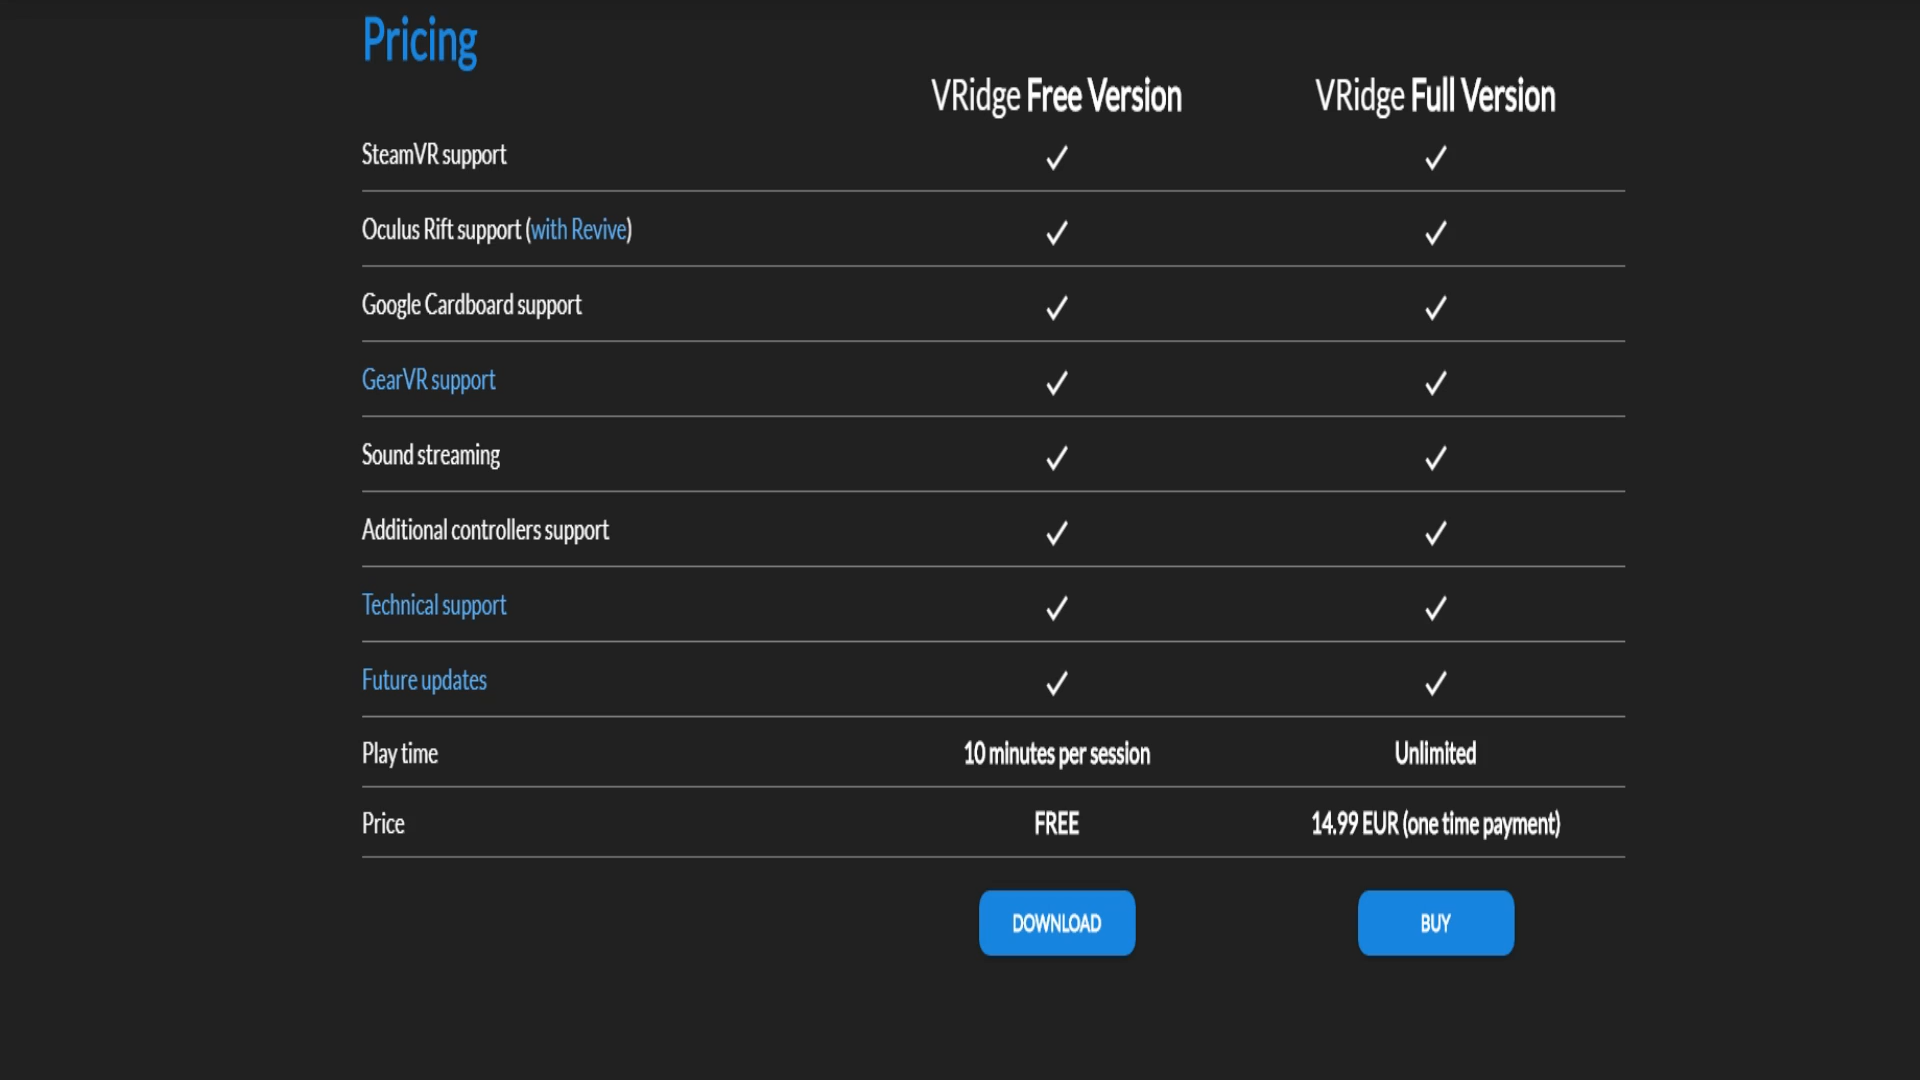 Pricing
VRidge Free Version VRidge Full Version
SteamVR support ✓ ✓
Oculus Rift support (with Revive) ✓ ✓
Google Cardboard support ✓ ✓
GearVR support ✓ ✓
Sound streaming ✓ ✓
Additional controllers support ✓ ✓
Technical support ✓ ✓
Future updates ✓ ✓
Play time 10 minutes per session Unlimited
Price FREE 14.99 EUR (one time payment)
DOWNLOAD BUY